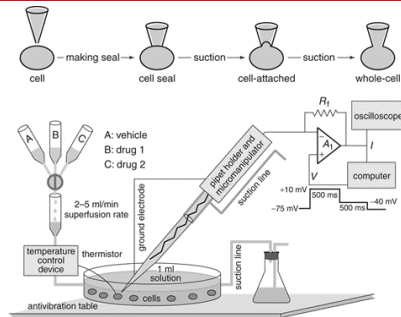 making seal
suction
suction
cell
cell seal
cell-attached
whole-cell
A
B
C
A: vehicle
B: drug 1
C: drug 2
2–5 ml/min
superfusion rate
temperature
control
device
thermistor
ground electrode
pipet holder and
micromanipulator
suction line
Rf
A1
I
V
oscilloscope
computer
+10 mV
500 ms
−75 mV
500 ms
−40 mV
1 ml
solution
cells
suction line
antivibration table